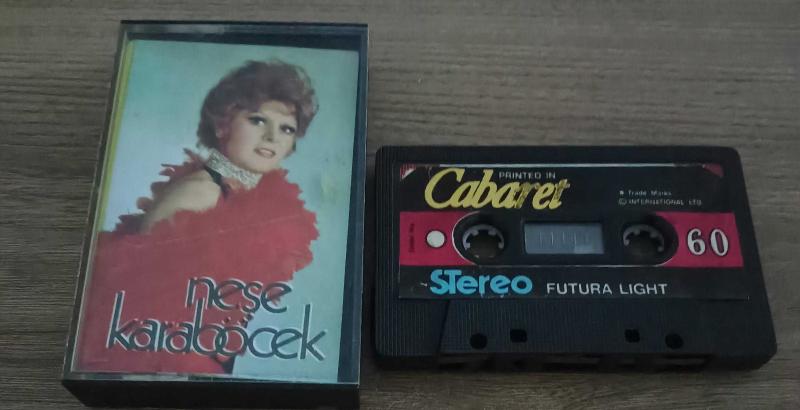 neşe
karaböcek
PRINTED IN
Cabaret
Trade Marks
© INTERNATIONAL LTD
60
STereo FUTURA LIGHT